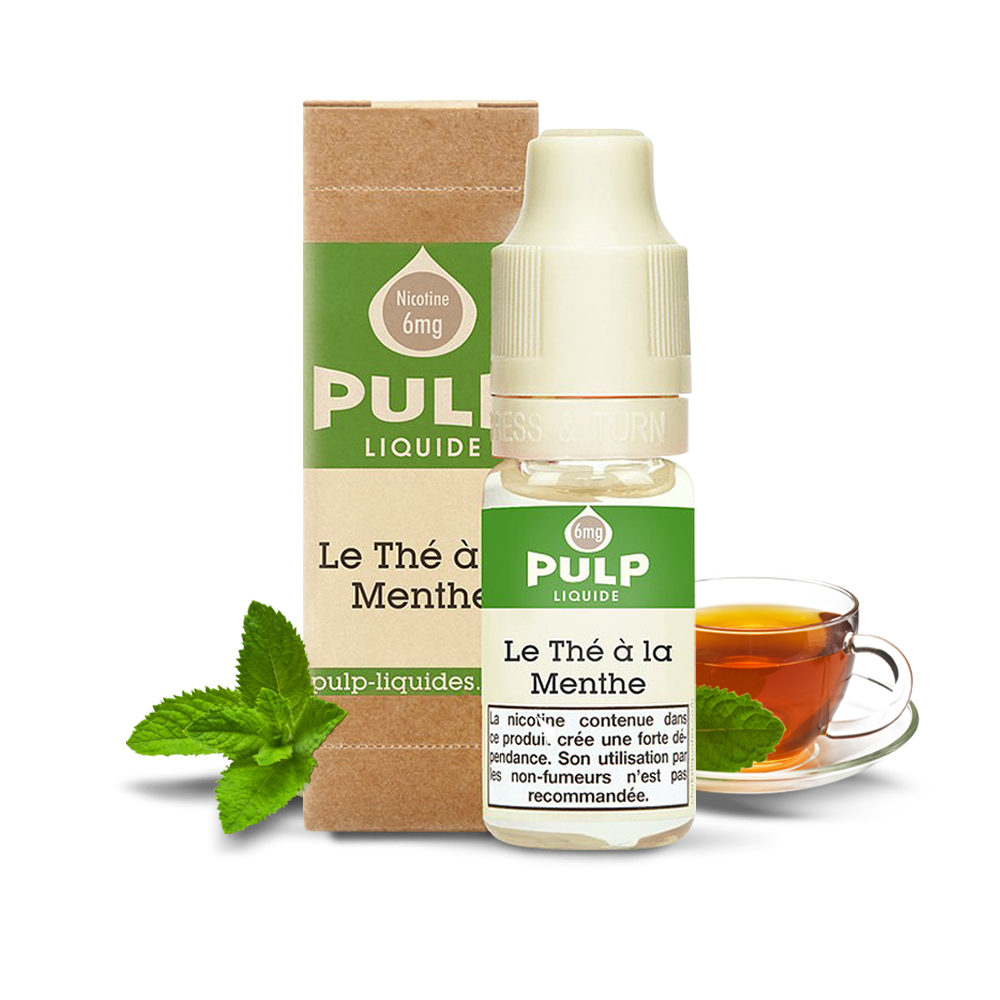 Nicotine
6mg
PULP
LIQUIDE
Le Thé à
Menthe
pulp-liquides.
PRESS & TURN
6mg
PULP
LIQUIDE
Le Thé à la
Menthe
La nicotine contenue dans
ce produit crée une forte dé-
pendance. Son utilisation par
les non-fumeurs n'est pas
recommandée.